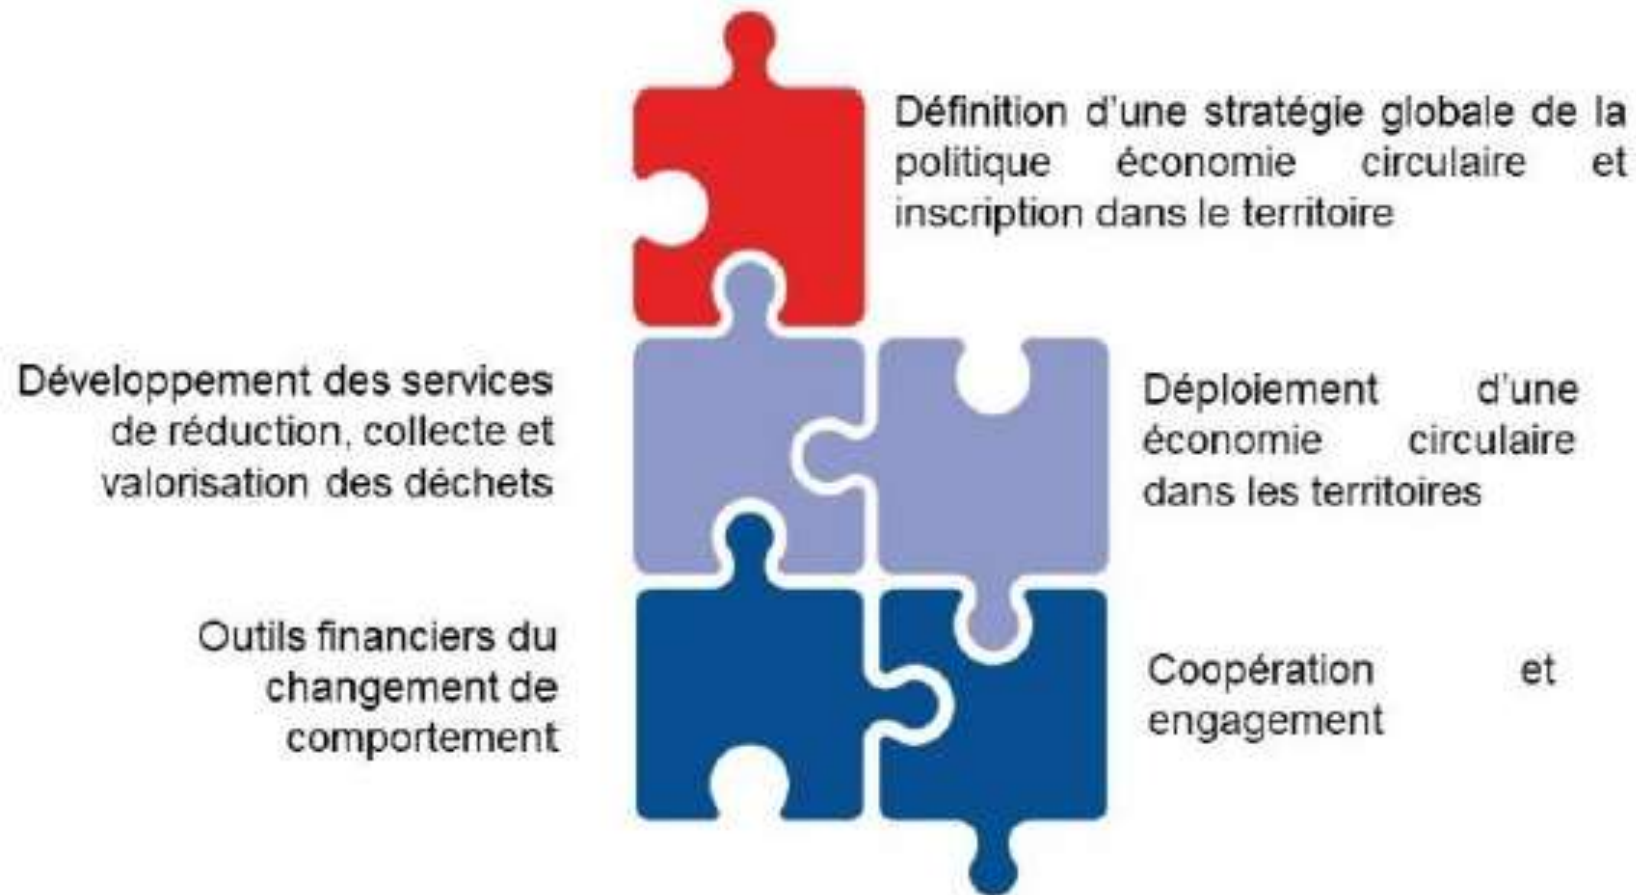 Définition d'une stratégie globale de la
politique économie circulaire et
inscription dans le territoire
Développement des services
de réduction, collecte et
valorisation des déchets
Déploiement d'une
économie circulaire
dans les territoires
Outils financiers du
changement de
comportement
Coopération et
engagement